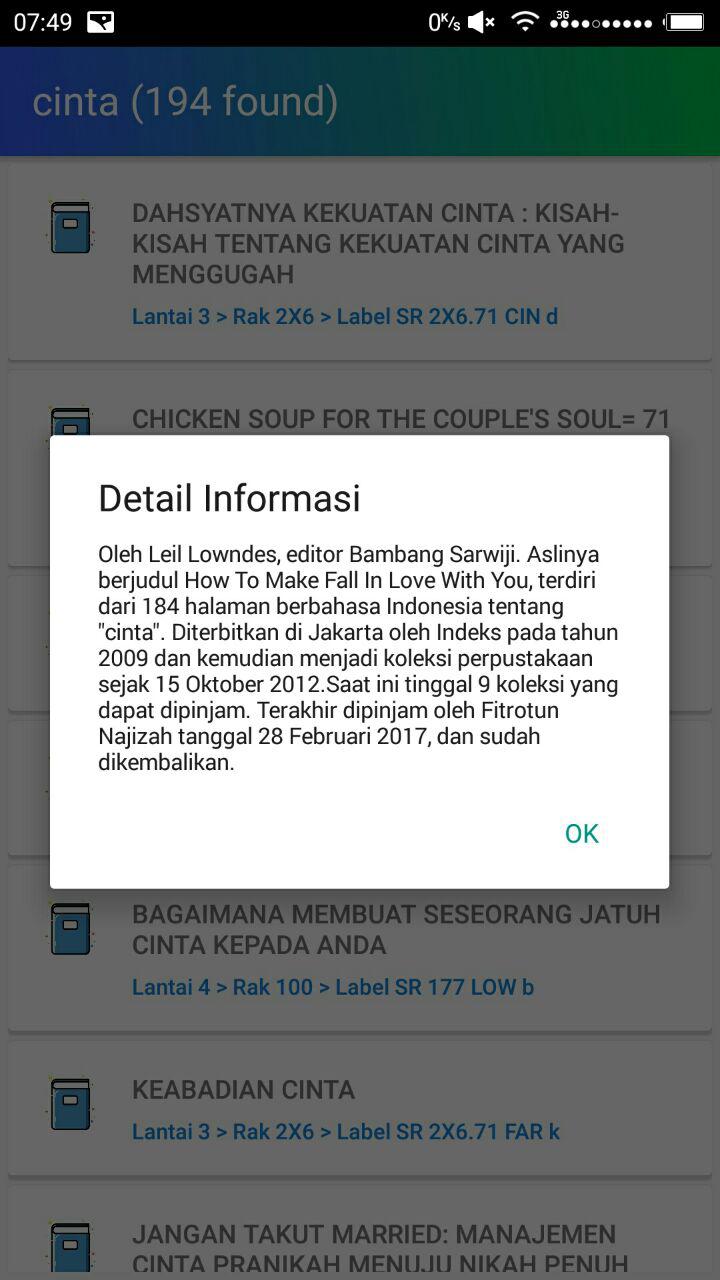 07:49
0K/s
3G
cinta (194 found)
DAHSYATNYA KEKUATAN CINTA : KISAH-
KISAH TENTANG KEKUATAN CINTA YANG
MENGGUGAH
Lantai 3 > Rak 2X6 > Label SR 2X6.71 CIN d
CHICKEN SOUP FOR THE COUPLE'S SOUL= 71
Detail Informasi
Oleh Leil Lowndes, editor Bambang Sarwiji. Aslinya
berjudul How To Make Fall In Love With You, terdiri
dari 184 halaman berbahasa Indonesia tentang
"cinta". Diterbitkan di Jakarta oleh Indeks pada tahun
2009 dan kemudian menjadi koleksi perpustakaan
sejak 15 Oktober 2012.Saat ini tinggal 9 koleksi yang
dapat dipinjam. Terakhir dipinjam oleh Fitrotun
Najizah tanggal 28 Februari 2017, dan sudah
dikembalikan.
OK
BAGAIMANA MEMBUAT SESEORANG JATUH
CINTA KEPADA ANDA
Lantai 4 > Rak 100 > Label SR 177 LOW b
KEABADIAN CINTA
Lantai 3 > Rak 2X6 > Label SR 2X6.71 FAR k
JANGAN TAKUT MARRIED: MANAJEMEN
CINTA PRANIKAH MENUJU NIKAH PENUH